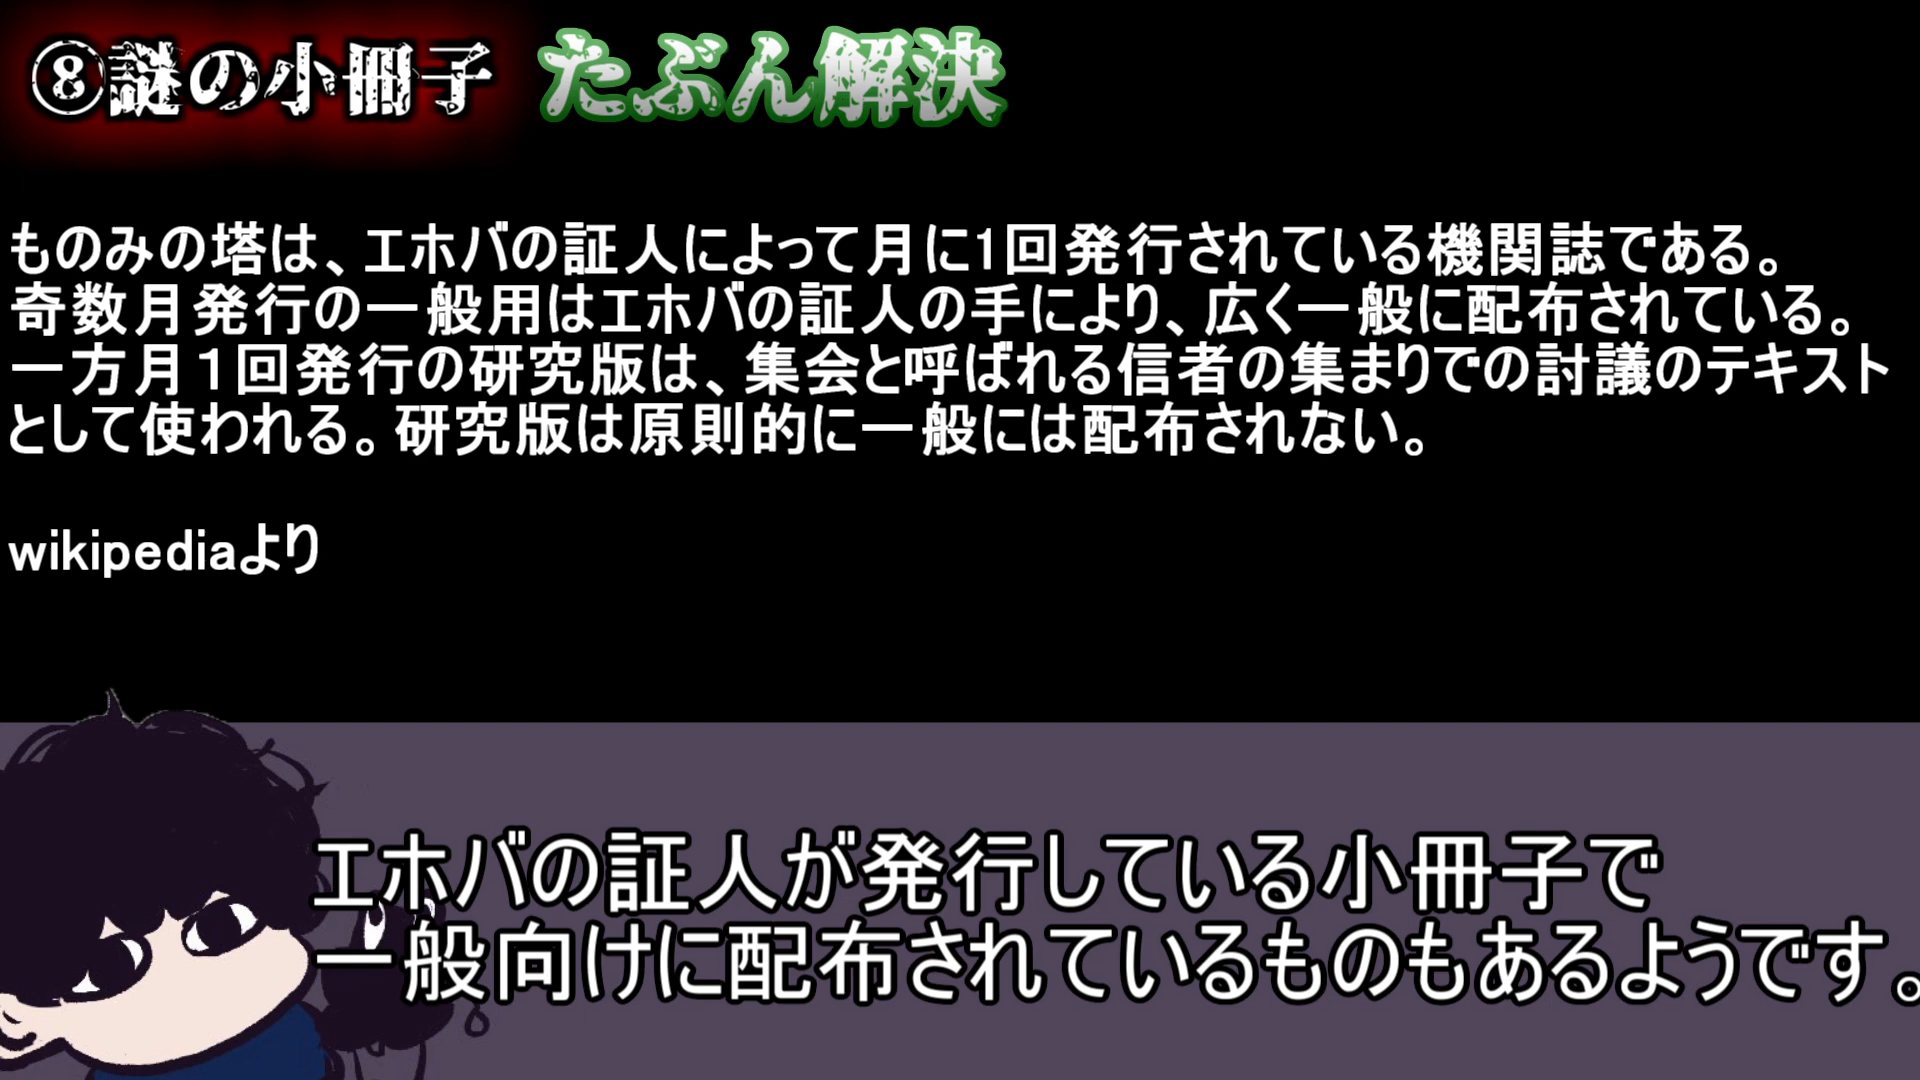 ⑧謎の小冊子 たぶん解決
ものみの塔は、エホバの証人によって月に1回発行されている機関誌である。
奇数月発行の一般用はエホバの証人の手により、広く一般に配布されている。
一方月１回発行の研究版は、集会と呼ばれる信者の集まりでの討議のテキスト
として使われる。研究版は原則的に一般には配布されない。
wikipediaより
エホバの証人が発行している小冊子で
一般向けに配布されているものもあるようです。